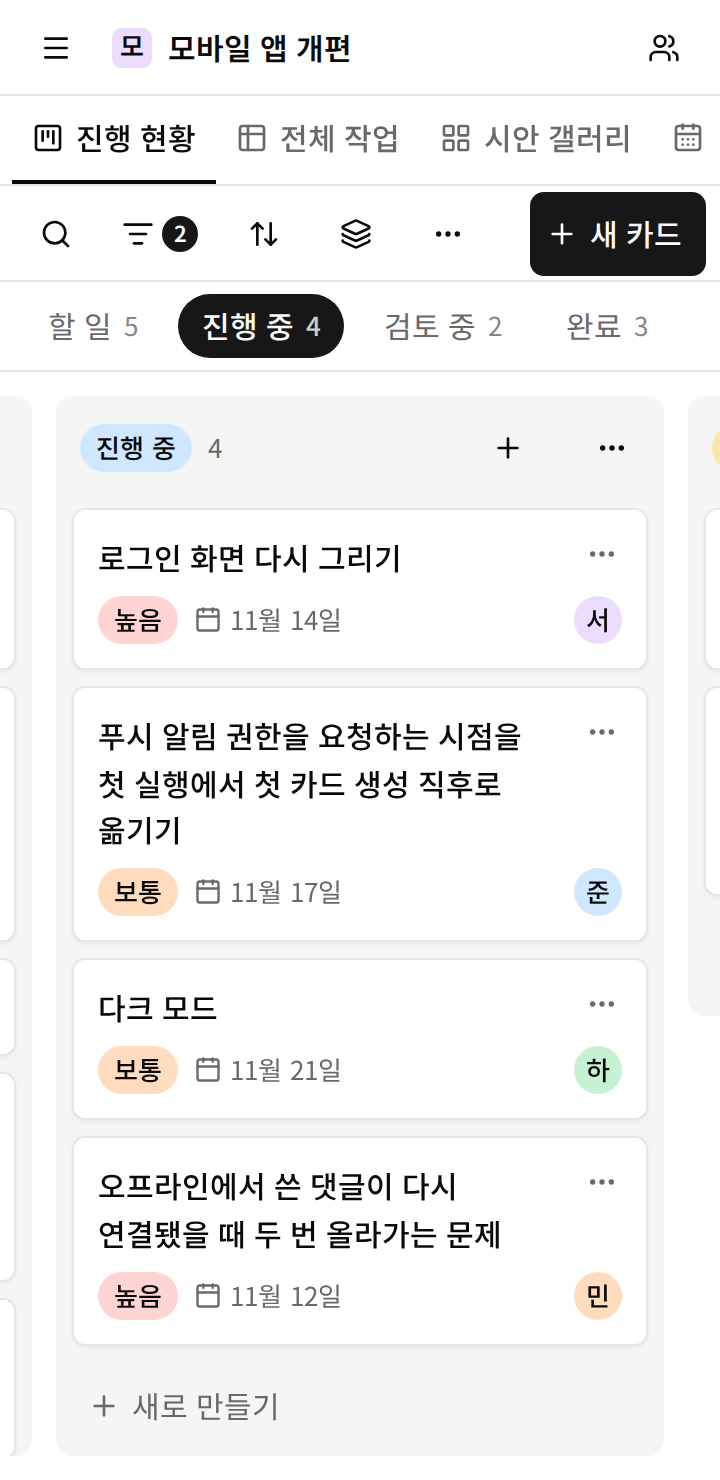 모 모바일 앱 개편
진행 현황 전체 작업 시안 갤러리
2 새 카드
할 일 5 진행 중 4 검토 중 2 완료 3
진행 중 4
로그인 화면 다시 그리기
높음 11월 14일 서
푸시 알림 권한을 요청하는 시점을
첫 실행에서 첫 카드 생성 직후로
옮기기
보통 11월 17일 준
다크 모드
보통 11월 21일 하
오프라인에서 쓴 댓글이 다시
연결됐을 때 두 번 올라가는 문제
높음 11월 12일 민
새로 만들기